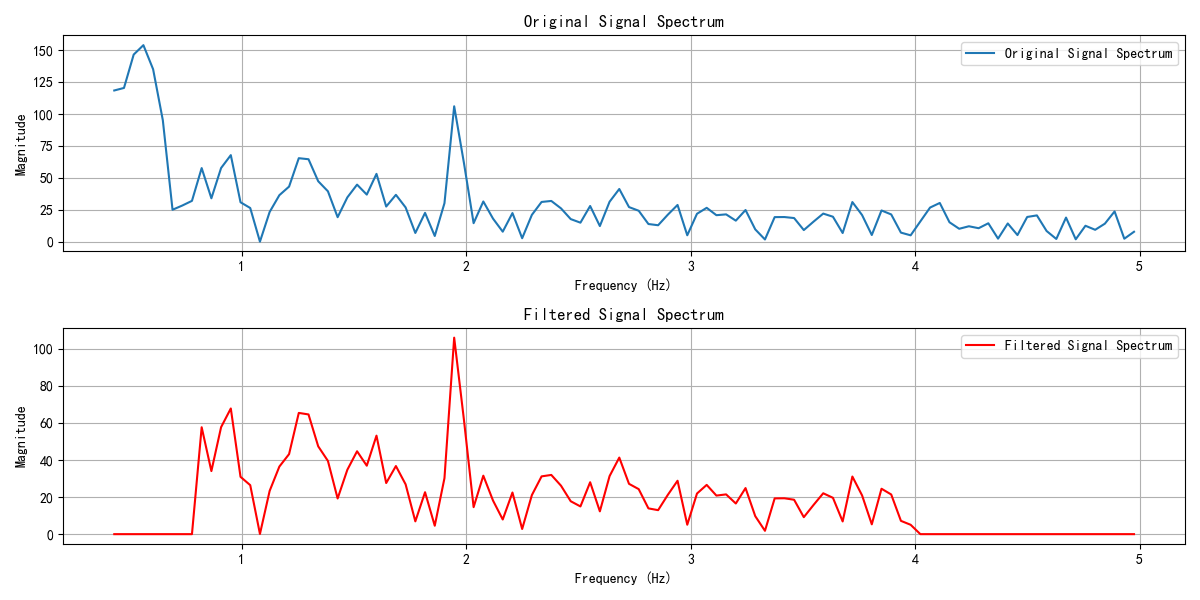 Original Signal Spectrum
150
125
100
75
50
25
0
Magnitude
Original Signal Spectrum
1 2 3 4 5
Frequency (Hz)
Filtered Signal Spectrum
100
80
60
40
20
0
Magnitude
Filtered Signal Spectrum
1 2 3 4 5
Frequency (Hz)